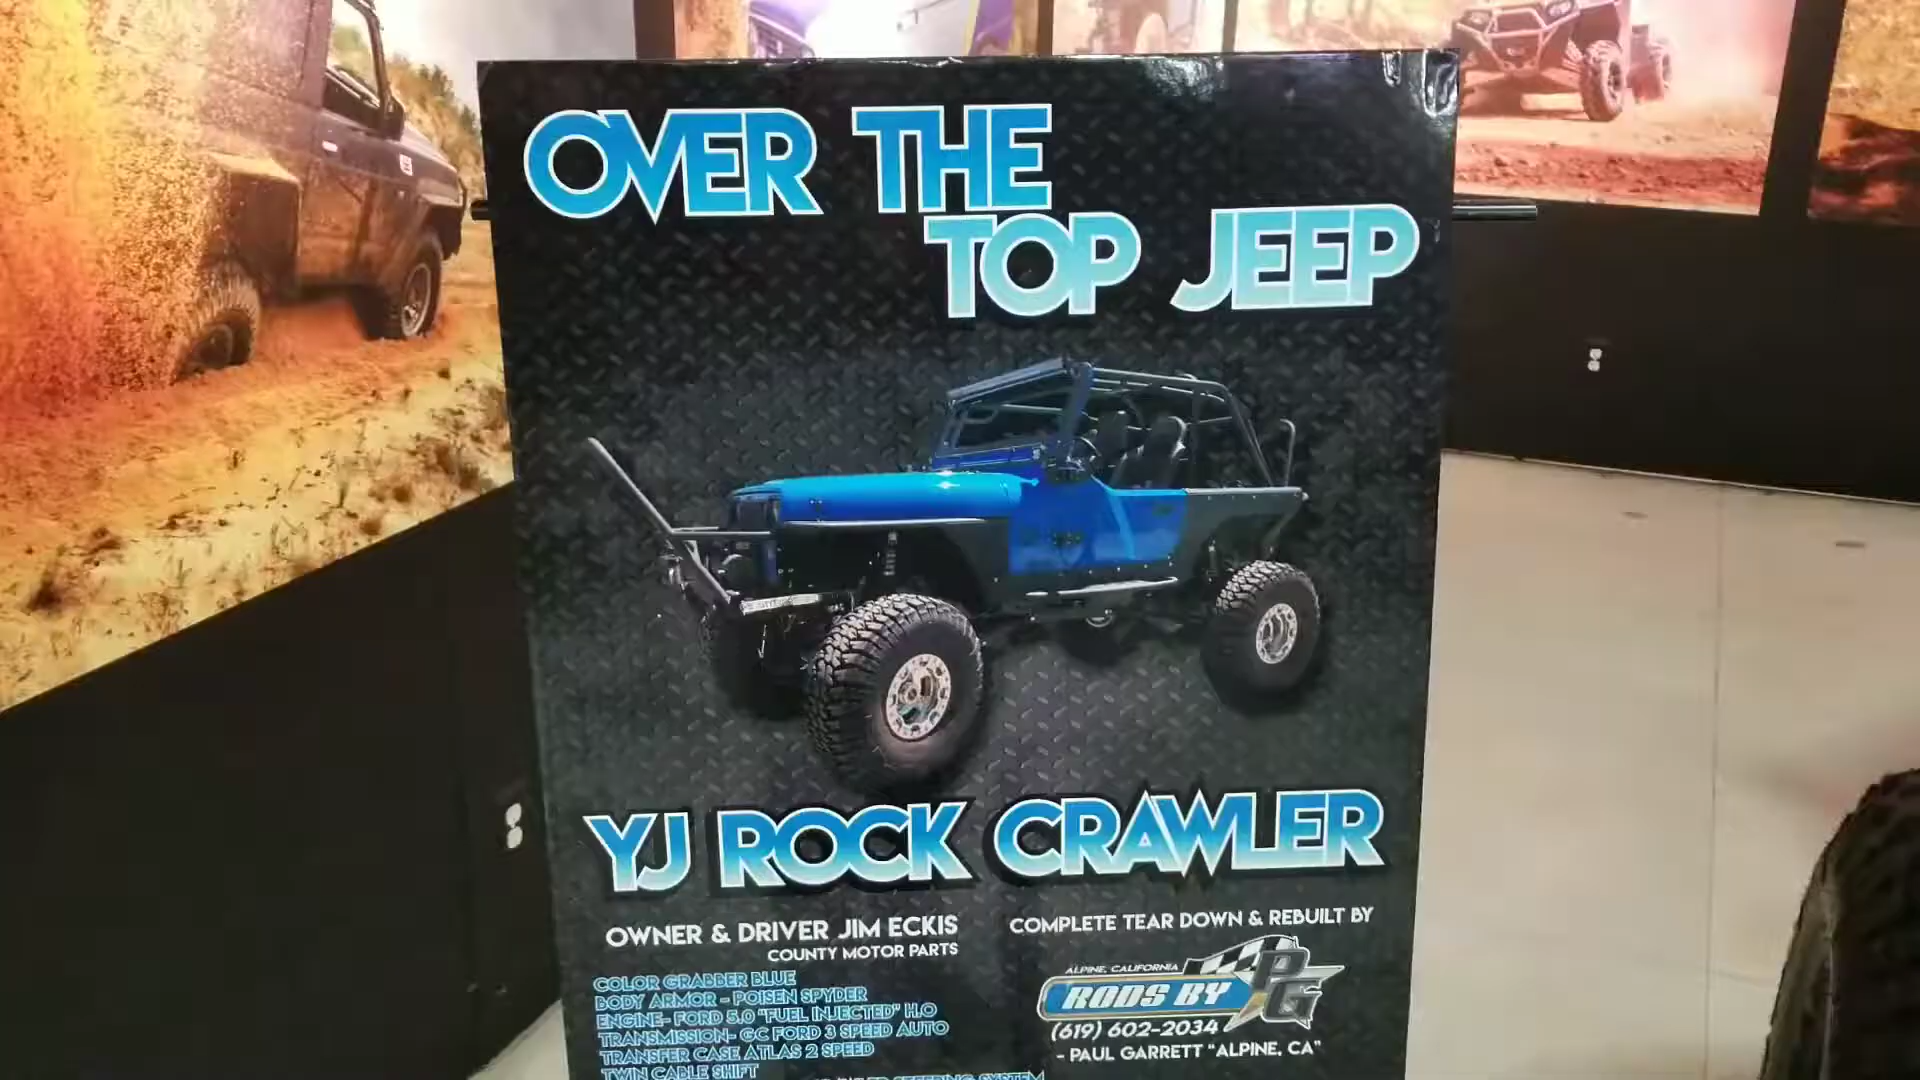 OVER THE
TOP JEEP
YJ ROCK CRAWLER
OWNER & DRIVER JIM ECKIS
COUNTY MOTOR PARTS
COLOR GRABBER BLUE
BODY ARMOR - POISEN SPYDER
ENGINE- FORD 5.0 "FUEL INJECTED" H.O
TRANSMISSION- GC FORD 3 SPEED AUTO
TRANSFER CASE ATLAS 2 SPEED
TWIN CABLE SHIFT
STEERING SYSTEM
COMPLETE TEAR DOWN & REBUILT BY
ALPINE, CALIFORNIA
RODS BY PG
(619) 602-2034
- PAUL GARRETT "ALPINE, CA"